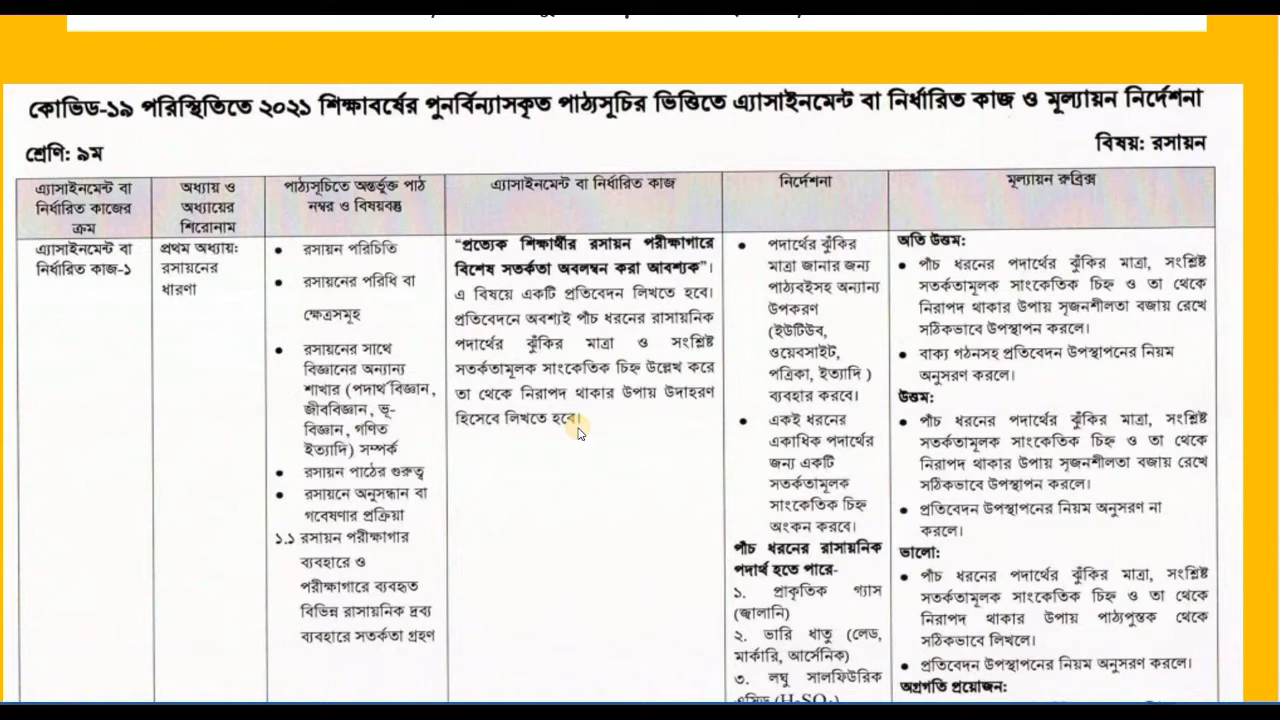 কোভিড-১৯ পরিস্থিতিতে ২০২১ শিক্ষাবর্ষের পুনর্বিন্যাসকৃত পাঠ্যসূচির ভিত্তিতে এ্যাসাইনমেন্ট বা নির্ধারিত কাজ ও মূল্যায়ন নির্দেশনা
শ্রেণি: ৯ম
বিষয়: রসায়ন
এ্যাসাইনমেন্ট বা
নির্ধারিত কাজের
ক্রম
অধ্যায় ও
অধ্যায়ের
শিরোনাম
পাঠ্যসূচিতে অন্তর্ভুক্ত পাঠ
নম্বর ও বিষয়বস্তু
এ্যাসাইনমেন্ট বা নির্ধারিত কাজ
নির্দেশনা
মূল্যায়ন রুব্রিক্স
এ্যাসাইনমেন্ট বা
নির্ধারিত কাজ-১
প্রথম অধ্যায়:
রসায়নের
ধারণা
• রসায়ন পরিচিতি
• রসায়নের পরিধি বা
ক্ষেত্রসমূহ
• রসায়নের সাথে
বিজ্ঞানের অন্যান্য
শাখার (পদার্থবিজ্ঞান,
জীববিজ্ঞান, ভূ-
বিজ্ঞান, গণিত
ইত্যাদি) সম্পর্ক
• রসায়ন পাঠের গুরুত্ব
• রসায়নে অনুসন্ধান বা
গবেষণার প্রক্রিয়া
১.১ রসায়ন পরীক্ষাগার
ব্যবহারে ও
পরীক্ষাগারে ব্যবহৃত
বিভিন্ন রাসায়নিক দ্রব্য
ব্যবহারে সতর্কতা গ্রহণ
“প্রত্যেক শিক্ষার্থীর রসায়ন পরীক্ষাগারে
বিশেষ সতর্কতা অবলম্বন করা আবশ্যক”।
এ বিষয়ে একটি প্রতিবেদন লিখতে হবে।
প্রতিবেদনে অবশ্যই পাঁচ ধরনের রাসায়নিক
পদার্থের ঝুঁকির মাত্রা ও সংশ্লিষ্ট
সতর্কতামূলক সাংকেতিক চিহ্ন উল্লেখ করে
তা থেকে নিরাপদ থাকার উপায় উদাহরণ
হিসেবে লিখতে হবে।
• পদার্থের ঝুঁকির
মাত্রা জানার জন্য
পাঠ্যবইসহ অন্যান্য
উপকরণ
(ইউটিউব,
ওয়েবসাইট,
পত্রিকা, ইত্যাদি )
ব্যবহার করবে।
• একই ধরনের
একাধিক পদার্থের
জন্য একটি
সতর্কতামূলক
সাংকেতিক চিহ্ন
অংকন করবে।
পাঁচ ধরনের রাসায়নিক
পদার্থ হতে পারে-
১. প্রাকৃতিক গ্যাস
(জ্বালানি)
২. ভারি ধাতু (লেড,
মার্কারি, আর্সেনিক)
৩. লঘু সালফিউরিক
এসিড (H₂SO₄)
অতি উত্তম:
• পাঁচ ধরনের পদার্থের ঝুঁকির মাত্রা, সংশ্লিষ্ট
সতর্কতামূলক সাংকেতিক চিহ্ন ও তা থেকে
নিরাপদ থাকার উপায় সৃজনশীলতা বজায় রেখে
সঠিকভাবে উপস্থাপন করলে।
• বাক্য গঠনসহ প্রতিবেদন উপস্থাপনের নিয়ম
অনুসরণ করলে।
উত্তম:
• পাঁচ ধরনের পদার্থের ঝুঁকির মাত্রা, সংশ্লিষ্ট
সতর্কতামূলক সাংকেতিক চিহ্ন ও তা থেকে
নিরাপদ থাকার উপায় সৃজনশীলতা বজায় রেখে
সঠিকভাবে উপস্থাপন করলে।
• প্রতিবেদন উপস্থাপনের নিয়ম অনুসরণ না
করলে।
ভালো:
• পাঁচ ধরনের পদার্থের ঝুঁকির মাত্রা, সংশ্লিষ্ট
সতর্কতামূলক সাংকেতিক চিহ্ন ও তা থেকে
নিরাপদ থাকার উপায় পাঠ্যপুস্তক থেকে
সঠিকভাবে লিখলে।
• প্রতিবেদন উপস্থাপনের নিয়ম অনুসরণ করলে।
অগ্রগতি প্রয়োজন: